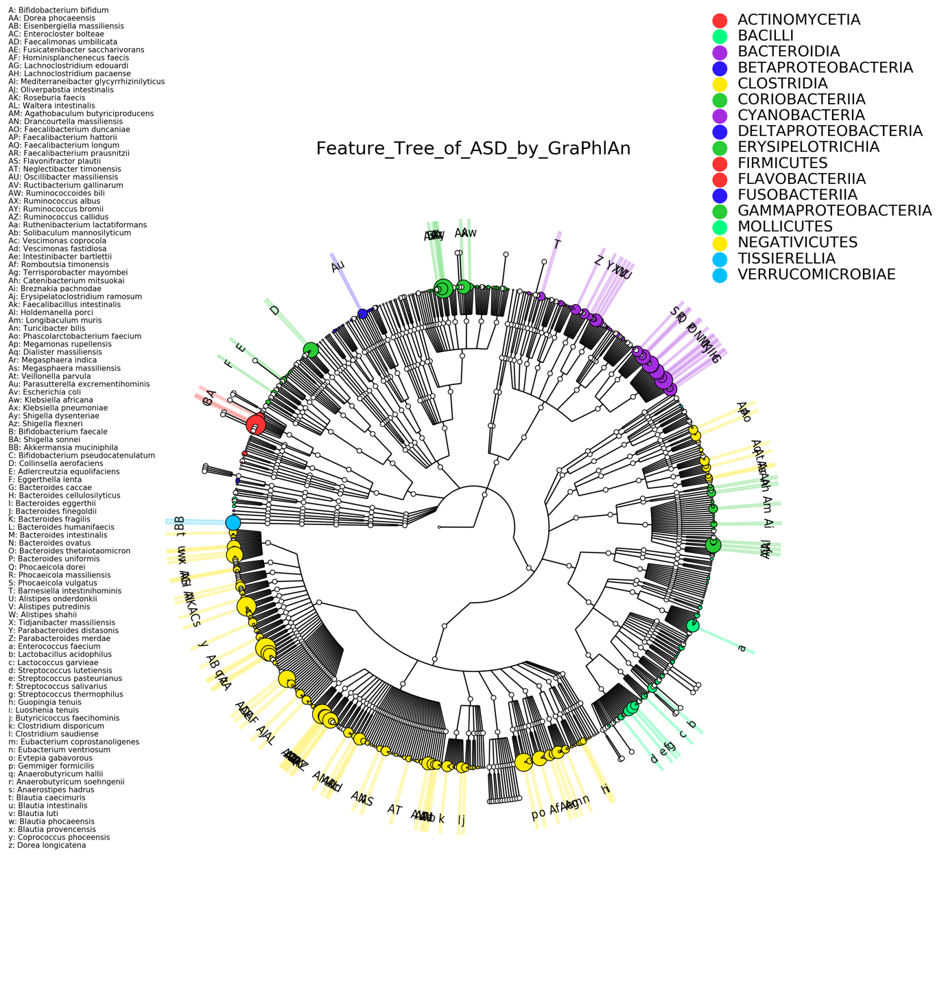 A: Bifidobacterium bifidum
AA: Dorea phocaeensis
AB: Eisenbergiella massiliensis
AC: Enterocloster bolteae
AD: Faecalimonas umbilicata
AE: Fusicatenibacter saccharivorans
AF: Hominisplanchenecus faecis
AG: Lachnoclostridium edouardi
AH: Lachnoclostridium pacaense
AI: Mediterraneibacter glycyrrhizinilyticus
AJ: Oliverpabstia intestinalis
AK: Roseburia faecis
AL: Waltera intestinalis
AM: Agathobaculum butyriciproducens
AN: Drancourtella massiliensis
AO: Faecalibacterium duncaniae
AP: Faecalibacterium hattorii
AQ: Faecalibacterium longum
AR: Faecalibacterium prausnitzii
AS: Flavonifractor plautii
AT: Neglectibacter timonensis
AU: Oscillibacter massiliensis
AV: Ructibacterium gallinarum
AW: Ruminococcoides bili
AX: Ruminococcus albus
AY: Ruminococcus bromii
AZ: Ruminococcus callidus
Aa: Ruthenibacterium lactatiformans
Ab: Solibaculum mannosilyticum
Ac: Vescimonas coprocola
Ad: Vescimonas fastidiosa
Ae: Intestinibacter bartlettii
Af: Romboutsia timonensis
Ag: Terrisporobacter mayombei
Ah: Catenibacter mitsuokai
Ai: Breznakia pachnodae
Aj: Erysipelatoclostridium ramosum
Ak: Faecalibacillus intestinalis
Al: Holdemanella porci
Am: Longibaculum muris
An: Turicibacter bilis
Ao: Phascolarctobacterium faecium
Ap: Megamonas rupellensis
Aq: Dialister massiliensis
Ar: Megasphaera indica
As: Megasphaera massiliensis
At: Veillonella parvula
Au: Parasutterella excrementihominis
Av: Escherichia coli
Aw: Klebsiella africana
Ax: Klebsiella pneumoniae
Ay: Shigella dysenteriae
Az: Shigella flexneri
B: Bifidobacterium faecale
BA: Shigella sonnei
BB: Akkermansia muciniphila
C: Bifidobacterium pseudocatenulatum
D: Collinsella aerofaciens
E: Adlercreutzia equolifaciens
F: Eggerthella lenta
G: Bacteroides caccae
H: Bacteroides cellulosilyticus
I: Bacteroides eggerthii
J: Bacteroides finegoldii
K: Bacteroides fragilis
L: Bacteroides humanifaecis
M: Bacteroides intestinalis
N: Bacteroides ovatus
O: Bacteroides thetaiotaomicron
P: Bacteroides uniformis
Q: Phocaeicola dorei
R: Phocaeicola massiliensis
S: Phocaeicola vulgatus
T: Barnesiella intestinihominis
U: Alistipes onderdonkii
V: Alistipes putredinis
W: Alistipes shahii
X: Tidjanibacter massiliensis
Y: Parabacteroides distasonis
Z: Parabacteroides merdae
a: Enterococcus faecium
b: Lactobacillus acidophilus
c: Lactococcus garvieae
d: Streptococcus lutetiensis
e: Streptococcus pasteurianus
f: Streptococcus salivarius
g: Streptococcus thermophilus
h: Guopingia tenuis
i: Luoshenia tenuis
j: Butyricicoccus faecihominis
k: Clostridium disporicum
l: Clostridium saudiense
m: Eubacterium coprostanoligenes
n: Eubacterium ventriosum
o: Evtepia gabavorous
p: Gemmiger formicilis
q: Anaerobutyricum hallii
r: Anaerobutyricum soehngenii
s: Anaerostipes hadrus
t: Blautia caecimuris
u: Blautia intestinalis
v: Blautia luti
w: Blautia phocaeensis
x: Blautia provencensis
y: Coprococcus phoceensis
z: Dorea longicatena
Feature_Tree_of_ASD_by_GraPhlAn
ACTINOMYCETIA
BACILLI
BACTEROIDIA
BETAPROTEOBACTERIA
CLOSTRIDIA
CORIOBACTERIIA
CYANOBACTERIA
DELTAPROTEOBACTERIA
ERYSIPELOTRICHIA
FIRMICUTES
FLAVOBACTERIIA
FUSOBACTERIIA
GAMMAPROTEOBACTERIA
MOLLICUTES
NEGATIVICUTES
TISSIERELLIA
VERRUCOMICROBIAE
Au
D
E
F
T
Z
Am
Ai
a
b
c
d
BB
t
y
AB
AT
k
l
j
p
o
n